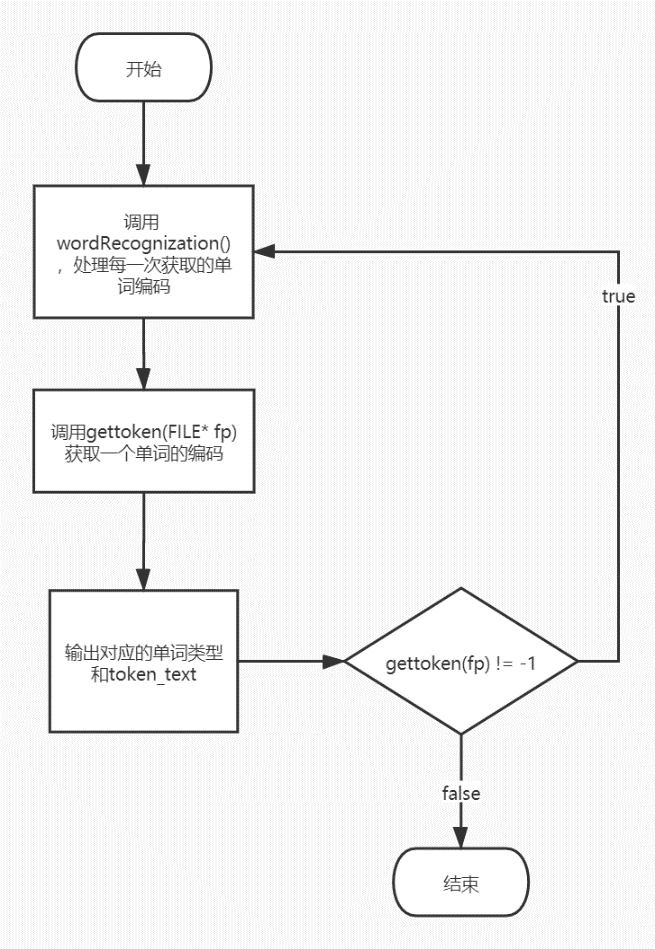 开始
调用
wordRecognization()
，处理每一次获取的单
词编码
true
调用gettoken(FILE* fp)
获取一个单词的编码
输出对应的单词类型
和token_text
gettoken(fp) != -1
false
结束